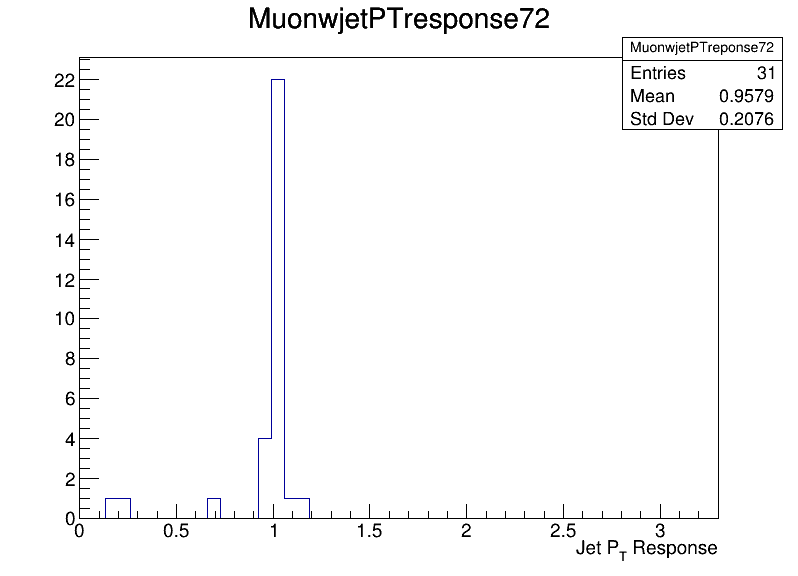 MuonwjetPTresponse72
MuonwjetPTreponse72
Entries 31
Mean 0.9579
Std Dev 0.2076
22
20
18
16
14
12
10
8
6
4
2
0
0 0.5 1 1.5 2 2.5 3
Jet PT Response